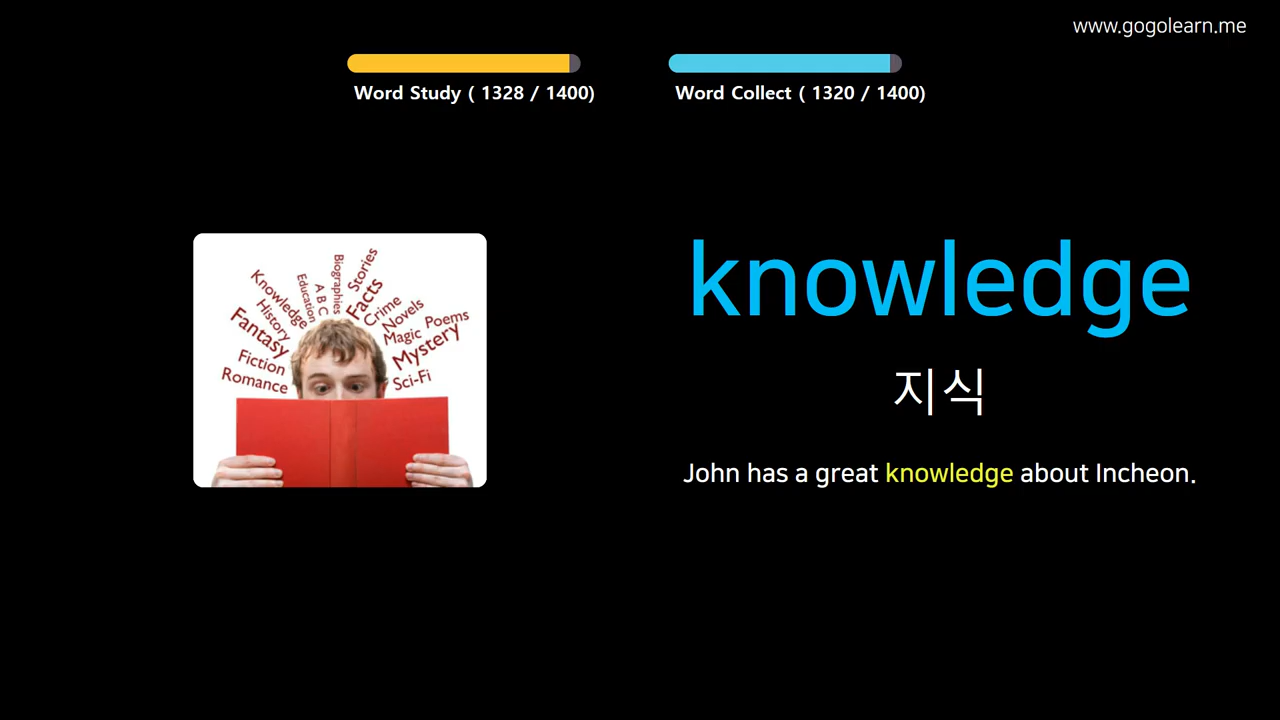 www.gogolearn.me
Word Study ( 1328 / 1400)
Word Collect ( 1320 / 1400)
Stories
Biographies
Facts
A B C
Education
Knowledge
Crime
History
Novels
Fantasy
Poems
Magic
Mystery
Fiction
Romance
Sci-Fi
knowledge
지식
John has a great knowledge about Incheon.